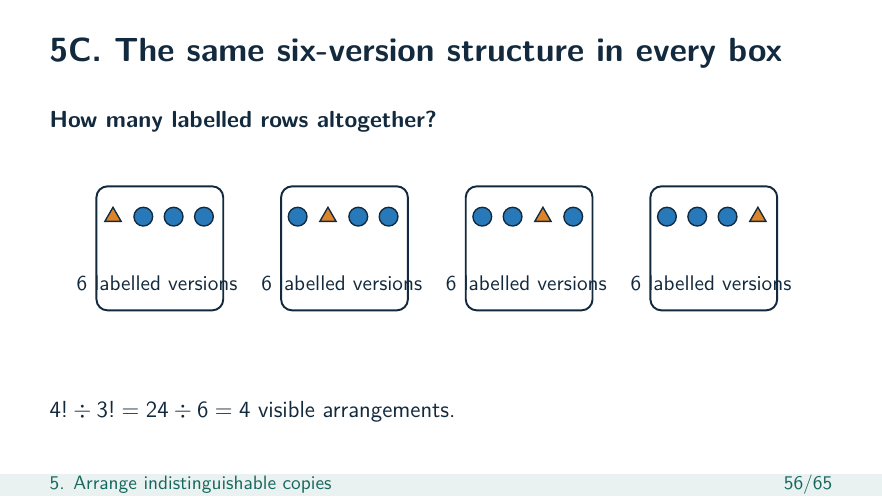 5C. The same six-version structure in every box
How many labelled rows altogether?
6 labelled versions 6 labelled versions 6 labelled versions 6 labelled versions
4! ÷ 3! = 24 ÷ 6 = 4 visible arrangements.
5. Arrange indistinguishable copies 56/65